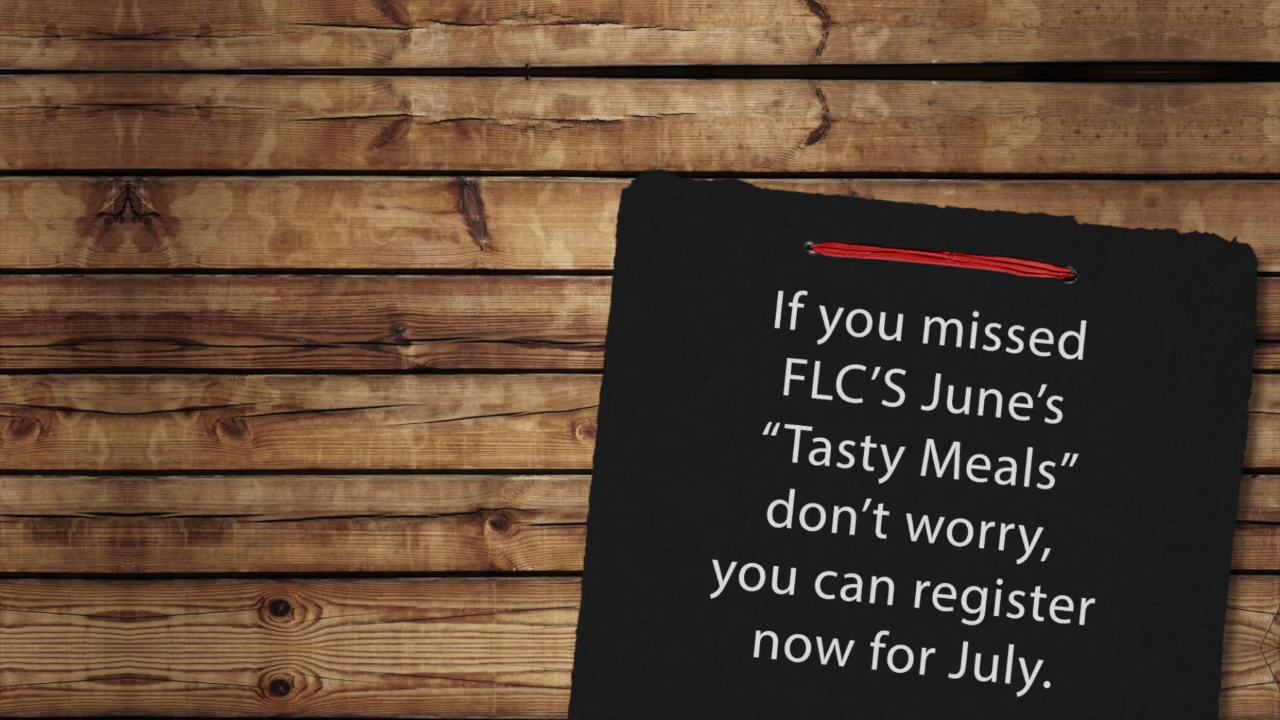 If you missed
FLC’S June’s
“Tasty Meals”
don’t worry,
you can register
now for July.